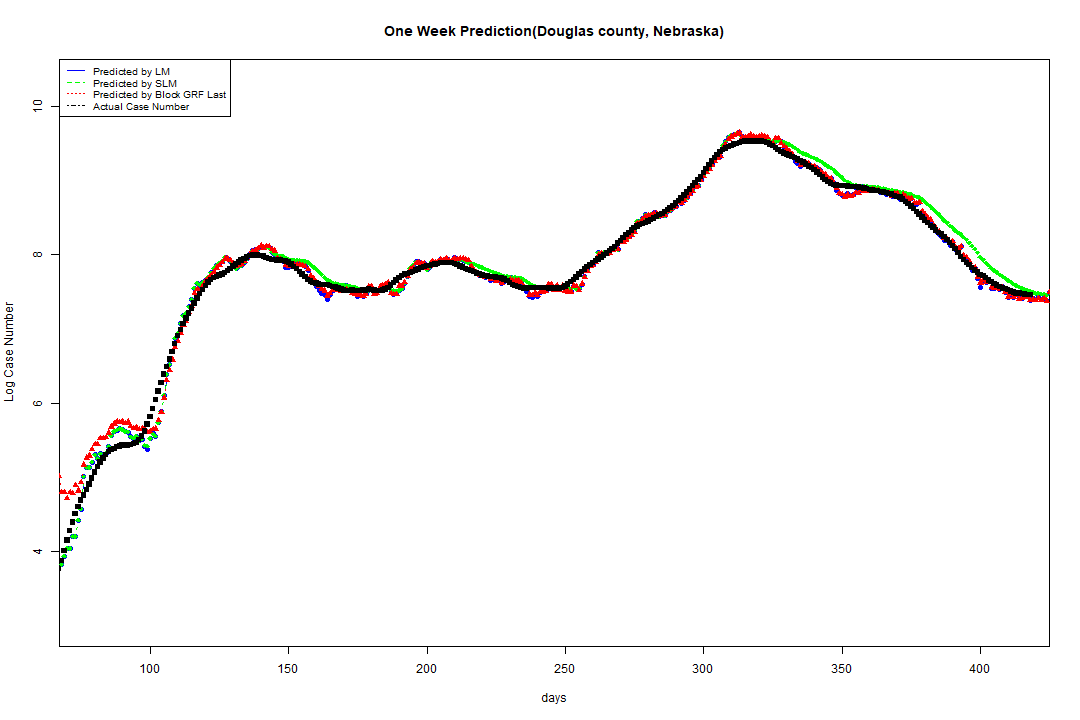 One Week Prediction(Douglas county, Nebraska)
Predicted by LM
Predicted by SLM
Predicted by Block GRF Last
Actual Case Number
10
8
6
4
Log Case Number
100 150 200 250 300 350 400
days